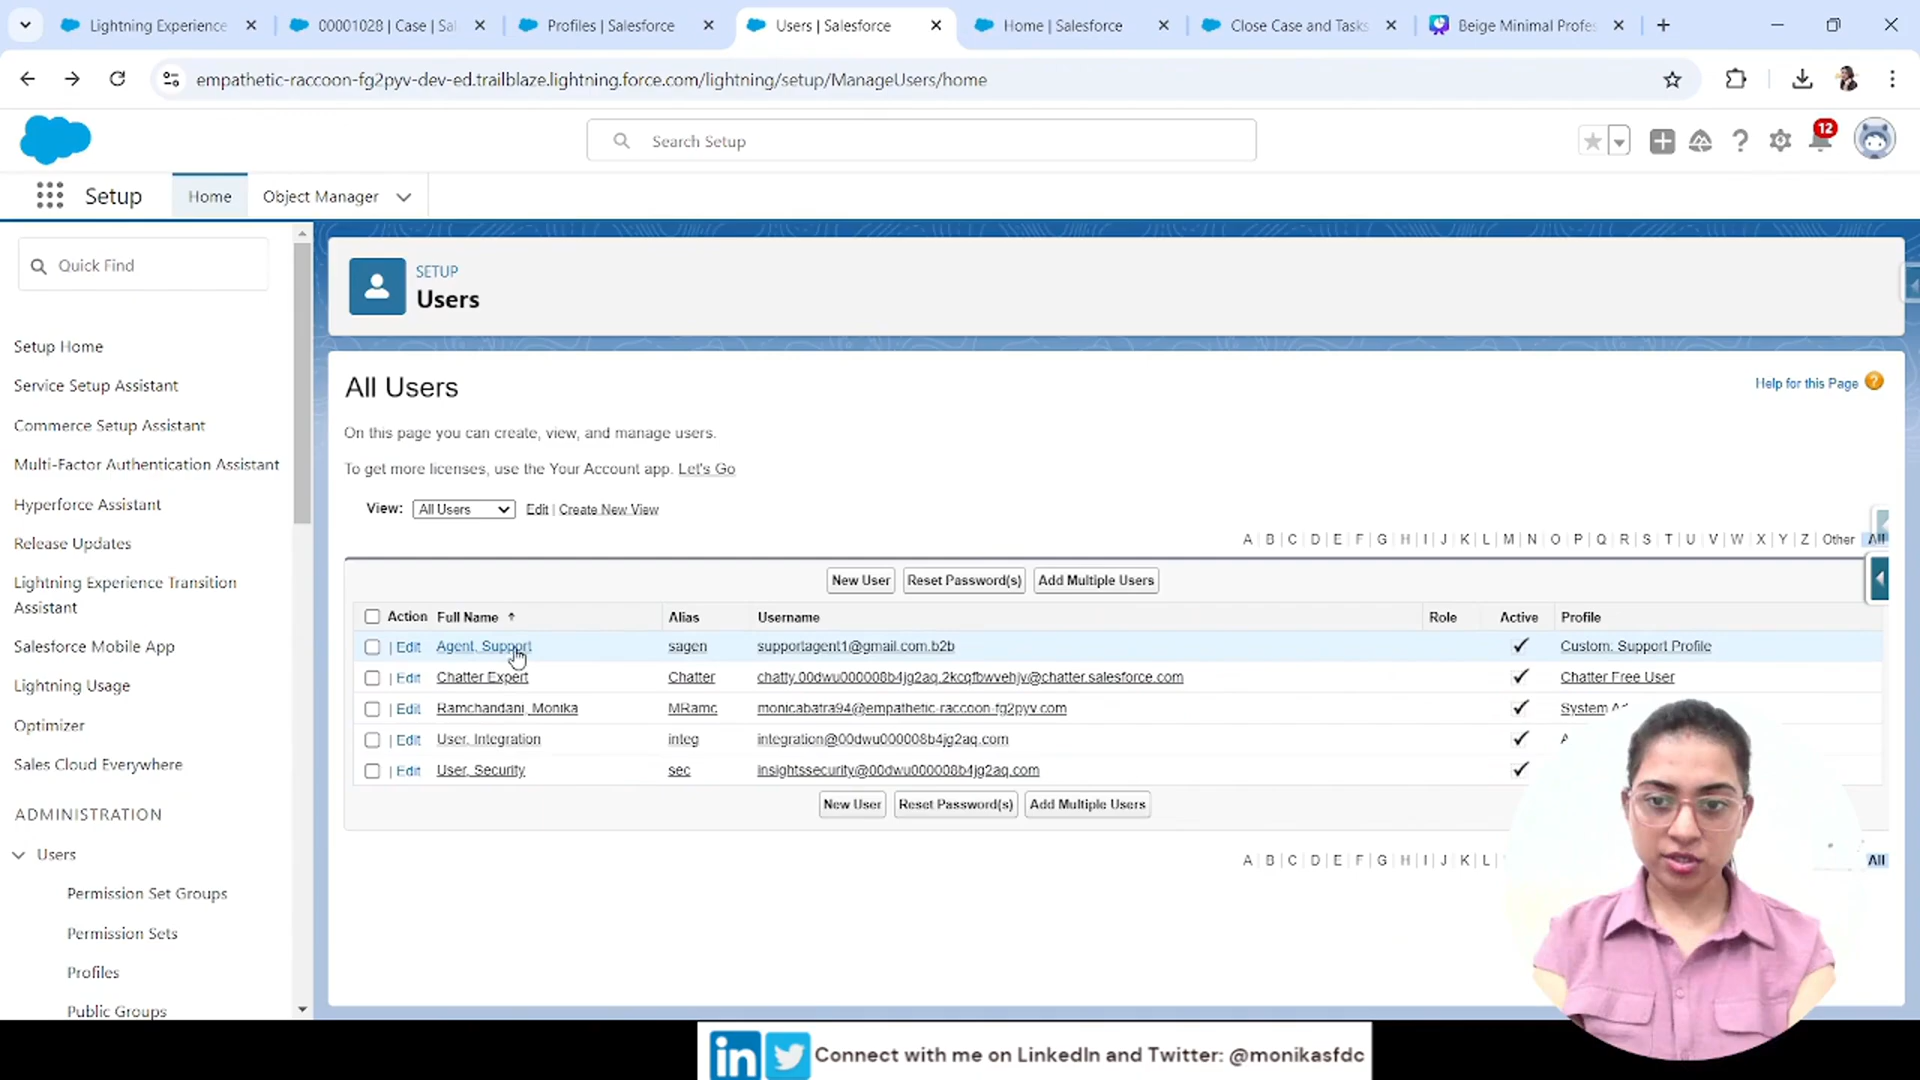 Lightning Experience
00001028 | Case | Sal
Profiles | Salesforce
Users | Salesforce
Home | Salesforce
Close Case and Tasks
Beige Minimal Profes
empathetic-raccoon-fg2pyv-dev-ed.trailblaze.lightning.force.com/lightning/setup/ManageUsers/home
Search Setup
12
Setup
Home
Object Manager
Quick Find
Setup Home
Service Setup Assistant
Commerce Setup Assistant
Multi-Factor Authentication Assistant
Hyperforce Assistant
Release Updates
Lightning Experience Transition
Assistant
Salesforce Mobile App
Lightning Usage
Optimizer
Sales Cloud Everywhere
ADMINISTRATION
Users
Permission Set Groups
Permission Sets
Profiles
Public Groups
SETUP
Users
All Users
Help for this Page ?
On this page you can create, view, and manage users.
To get more licenses, use the Your Account app. Let's Go
View: All Users Edit | Create New View
A | B | C | D | E | F | G | H | I | J | K | L | M | N | O | P | Q | R | S | T | U | V | W | X | Y | Z | Other All
New User Reset Password(s) Add Multiple Users
Action Full Name ↑ Alias Username Role Active Profile
| Edit Agent, Support sagen supportagent1@gmail.com.b2b Custom: Support Profile
| Edit Chatter Expert Chatter chatty.00dwu000008b4jg2aq.2kcqfbwvehjv@chatter.salesforce.com Chatter Free User
| Edit Ramchandani, Monika MRamc monicabatra94@empathetic-raccoon-fg2pyv.com System
| Edit User, Integration integ integration@00dwu000008b4jg2aq.com
| Edit User, Security sec insightssecurity@00dwu000008b4jg2aq.com
New User Reset Password(s) Add Multiple Users
A | B | C | D | E | F | G | H | I | J | K | L | All
in Connect with me on LinkedIn and Twitter: @monikasfdc